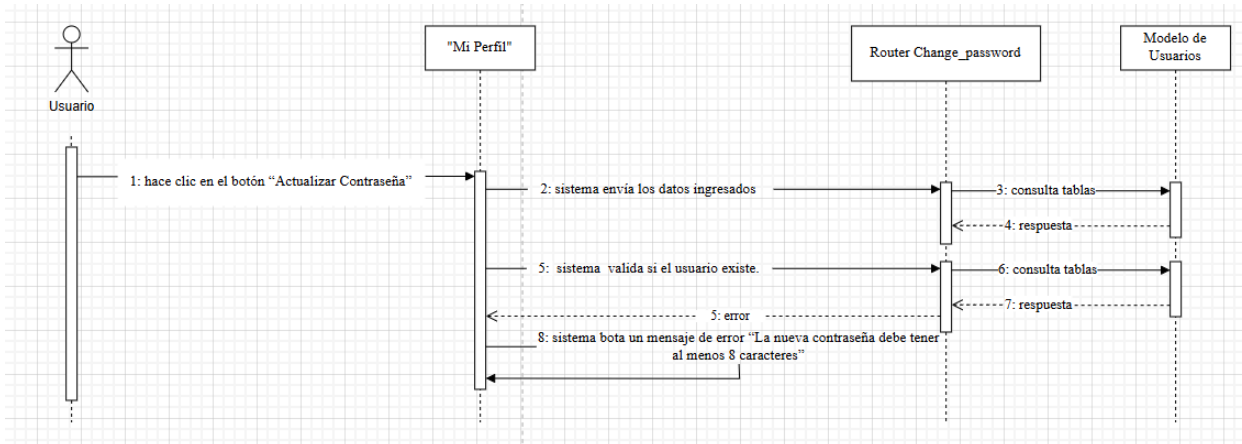 "Mi Perfil"
Router Change_password
Modelo de
Usuarios
Usuario
1: hace clic en el botón “Actualizar Contraseña”
2: sistema envía los datos ingresados
3: consulta tablas
4: respuesta
5: sistema valida si el usuario existe.
6: consulta tablas
7: respuesta
5: error
8: sistema bota un mensaje de error “La nueva contraseña debe tener
al menos 8 caracteres”